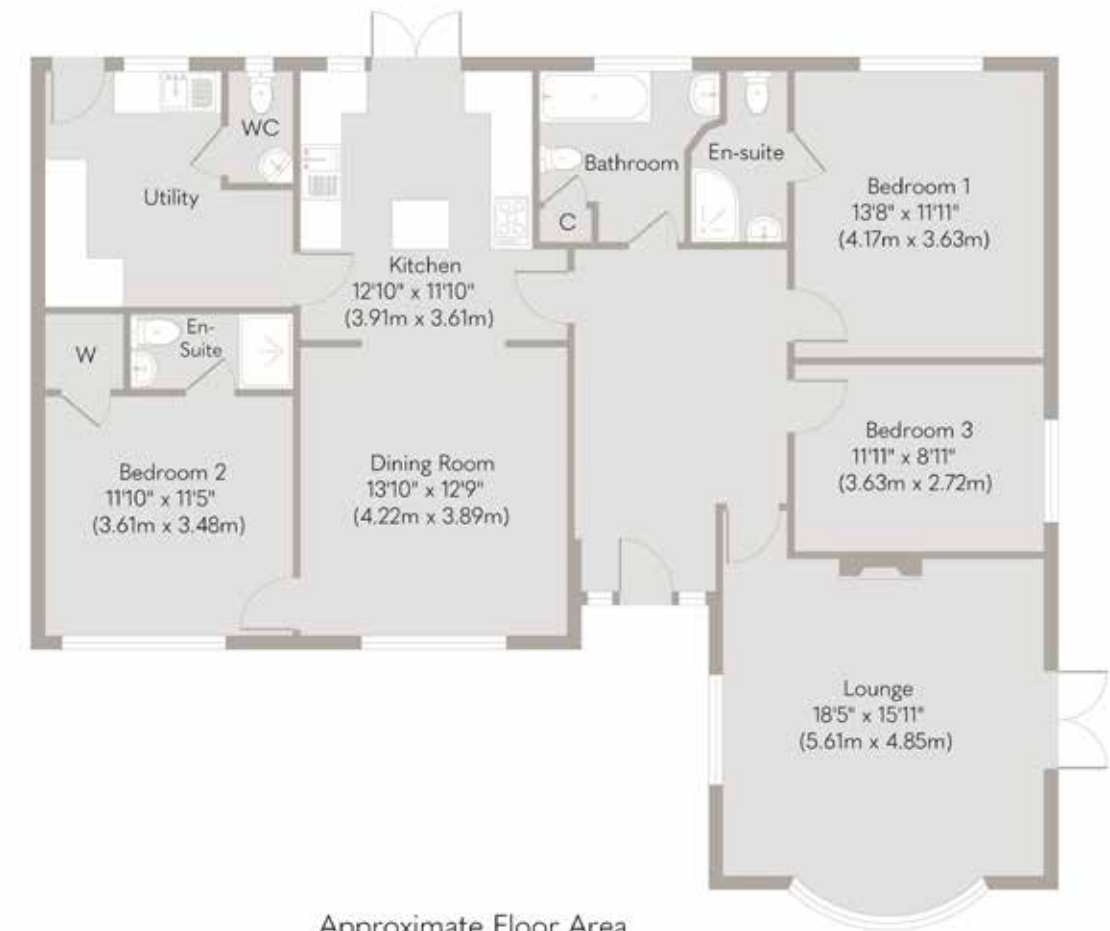 WC
Utility
Kitchen
12'10" x 11'10"
(3.91m x 3.61m)
Bathroom
C
En-suite
Bedroom 1
13'8" x 11'11"
(4.17m x 3.63m)
W
En-
Suite
Bedroom 2
11'10" x 11'5"
(3.61m x 3.48m)
Dining Room
13'10" x 12'9"
(4.22m x 3.89m)
Bedroom 3
11'11" x 8'11"
(3.63m x 2.72m)
Lounge
18'5" x 15'11"
(5.61m x 4.85m)
Approximate Floor Area